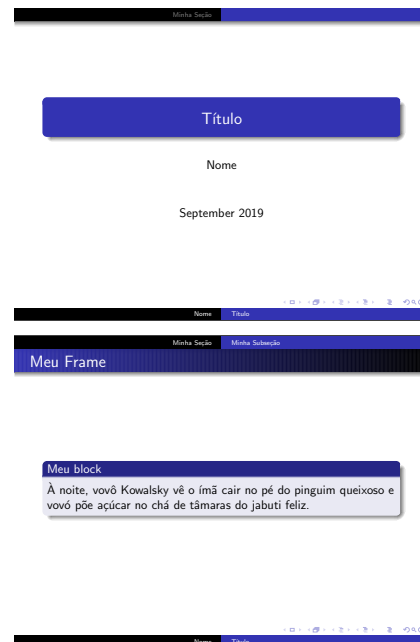 Minha Seção
Título
Nome
September 2019
Nome Título
Minha Seção Minha Subseção
Meu Frame
Meu block
À noite, vovô Kowalsky vê o ímã cair no pé do pinguim queixoso e
vovó põe açúcar no chá de tâmaras do jabuti feliz.
Nome Título